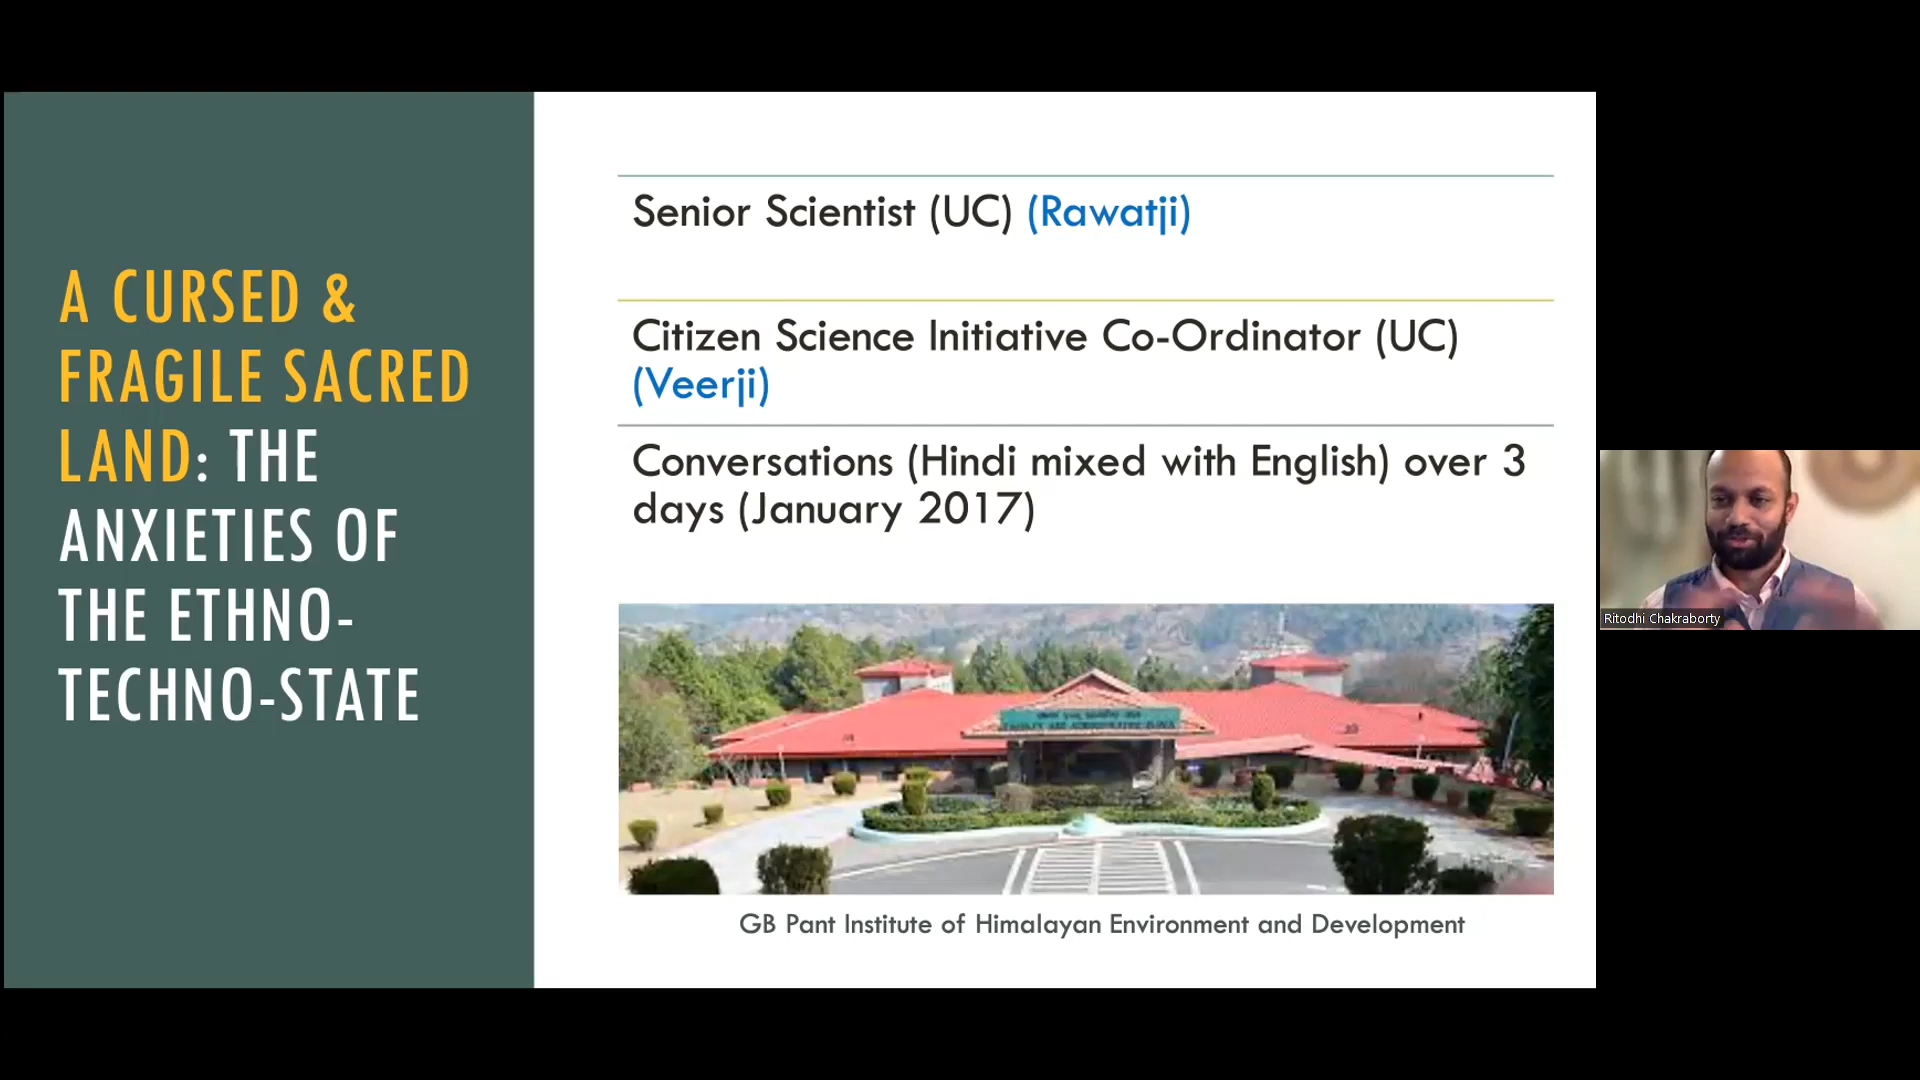 A CURSED &
FRAGILE SACRED
LAND: THE
ANXIETIES OF
THE ETHNO-
TECHNO-STATE
Senior Scientist (UC) (Rawatji)
Citizen Science Initiative Co-Ordinator (UC)
(Veerji)
Conversations (Hindi mixed with English) over 3
days (January 2017)
GB Pant Institute of Himalayan Environment and Development
Ritodhi Chakraborty